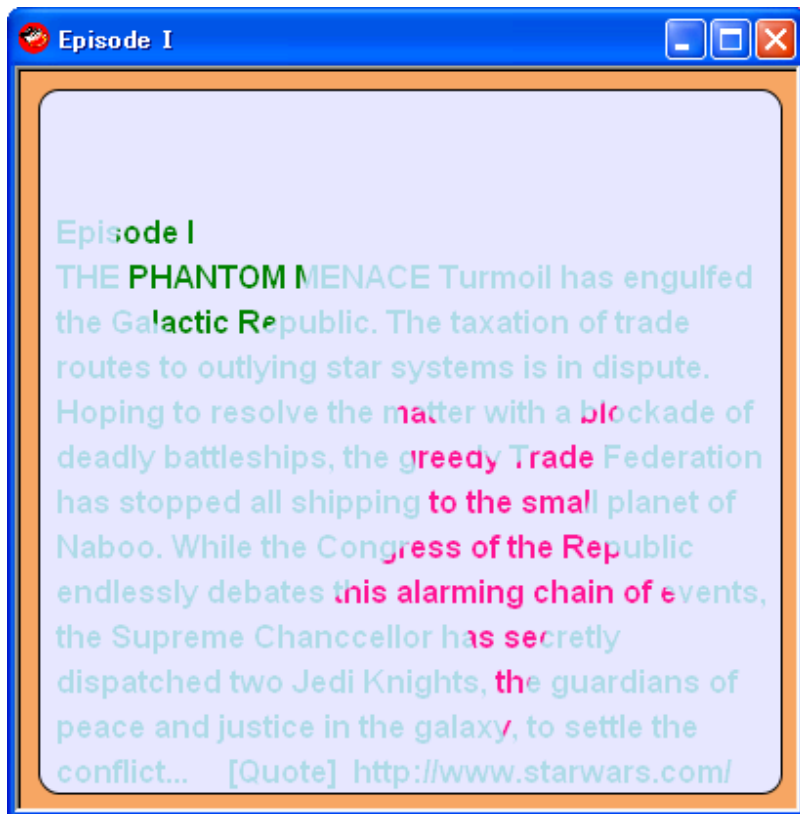 Episode I
Episode I
THE PHANTOM MENACE Turmoil has engulfed
the Galactic Republic. The taxation of trade
routes to outlying star systems is in dispute.
Hoping to resolve the matter with a blockade of
deadly battleships, the greedy Trade Federation
has stopped all shipping to the small planet of
Naboo. While the Congress of the Republic
endlessly debates this alarming chain of events,
the Supreme Chanccellor has secretly
dispatched two Jedi Knights, the guardians of
peace and justice in the galaxy, to settle the
conflict... [Quote] http://www.starwars.com/